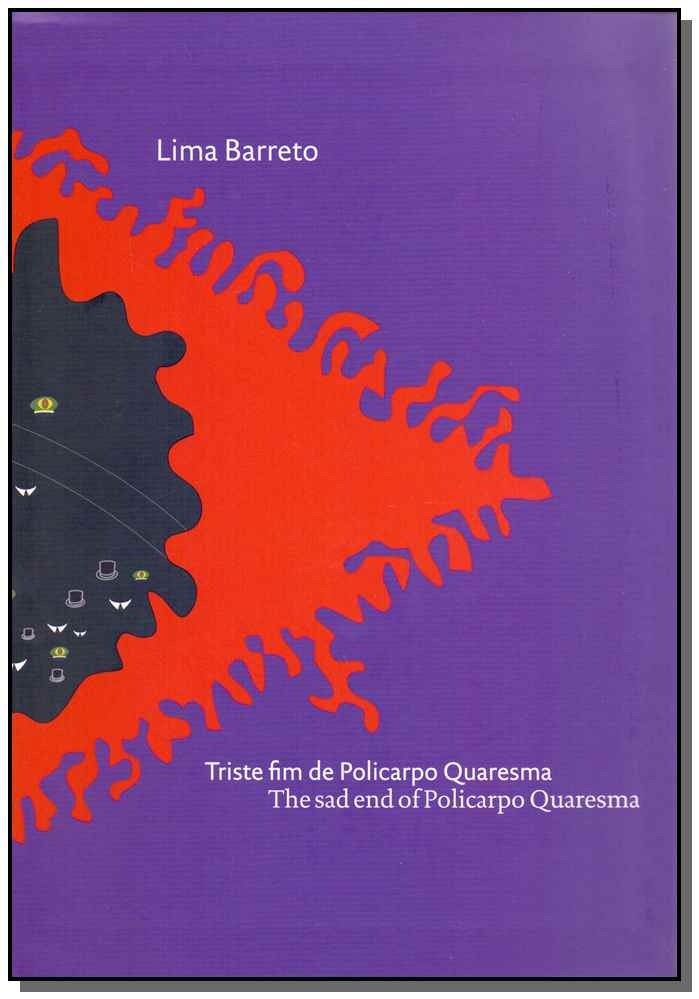 Lima Barreto
Triste fim de Policarpo Quaresma
The sad end of Policarpo Quaresma